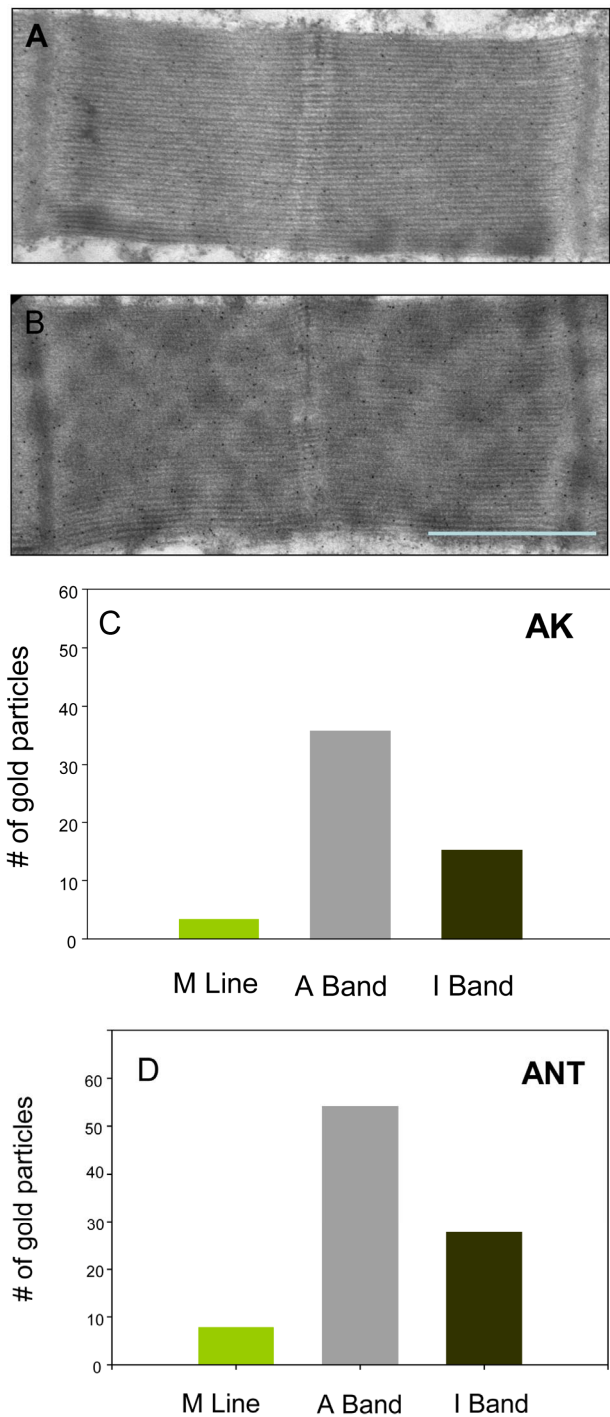 A
B
C
AK
# of gold particles
60
50
40
30
20
10
0
M Line
A Band
I Band
D
ANT
# of gold particles
60
50
40
30
20
10
0
M Line
A Band
I Band